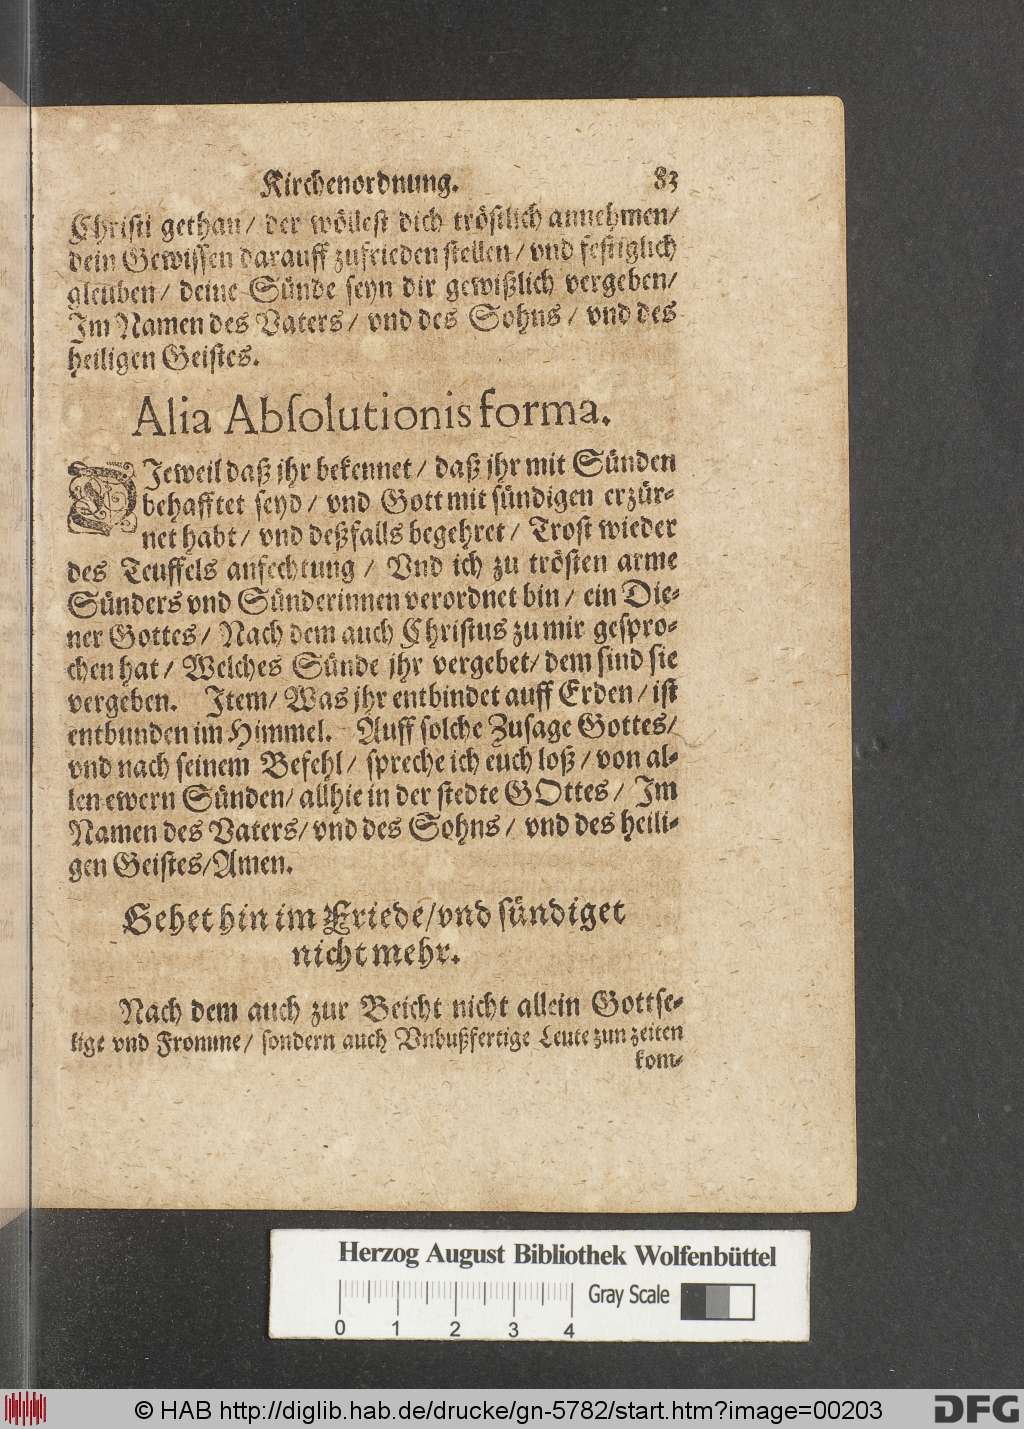 Kirchenordnung. 83
Christi gethan/ der wöllest dich tröstlich annehmen/
dein Gewissen darauff zufrieden stellen/ vnd festiglich
gleuben/ deine Sünde seyn dir gewißlich vergeben/
Im Namen des Vaters/ vnd des Sohns/ vnd des
heiligen Geistes.
Alia Absolutionis forma.
DJeweil daß jhr bekennet/ daß jhr mit Sünden
behafftet seyd/ vnd Gott mit sündigen erzür-
net habt/ vnd deßfalls begehret/ Trost wieder
des Teuffels anfechtung/ Vnd ich zu trösten arme
Sünders vnd Sünderinnen verordnet bin/ ein Die-
ner Gottes/ Nach dem auch Christus zu mir gespro-
chen hat/ Welches Sünde jhr vergebet/ dem sind sie
vergeben. Item/ Was jhr entbindet auff Erden/ ist
entbunden im Himmel. Auff solche Zusage Gottes/
vnd nach seinem Befehl/ spreche ich euch loß/ von al-
len ewern Sünden/ allhie in der stedte GOttes/ Im
Namen des Vaters/ vnd des Sohns/ vnd des heili-
gen Geistes/ Amen.
Gehet hin im Friede/ vnd sündiget
nicht mehr.
Nach dem auch zur Beicht nicht allein Gottse-
lige vnd Fromme/ sondern auch Vnbußfertige Leute zun zeiten
kom-
Herzog August Bibliothek Wolfenbüttel
Gray Scale
0 1 2 3 4
© HAB http://diglib.hab.de/drucke/gn-5782/start.htm?image=00203
DFG